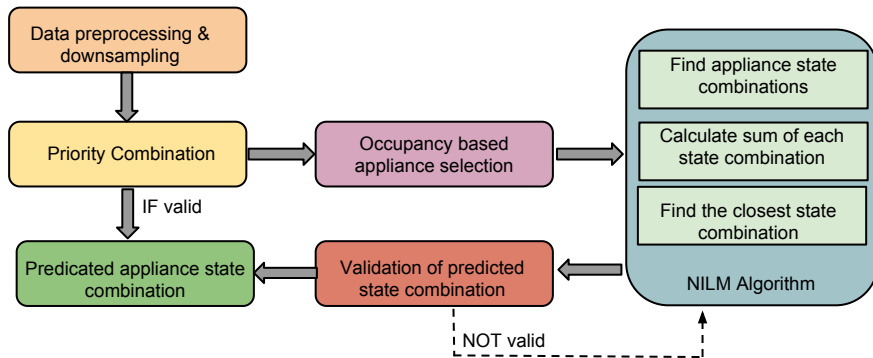 Data preprocessing &
downsampling
Priority Combination
Occupancy based
appliance selection
Find appliance state
combinations
Calculate sum of each
state combination
Find the closest state
combination
NILM Algorithm
IF valid
Predicated appliance state
combination
Validation of predicted
state combination
NOT valid